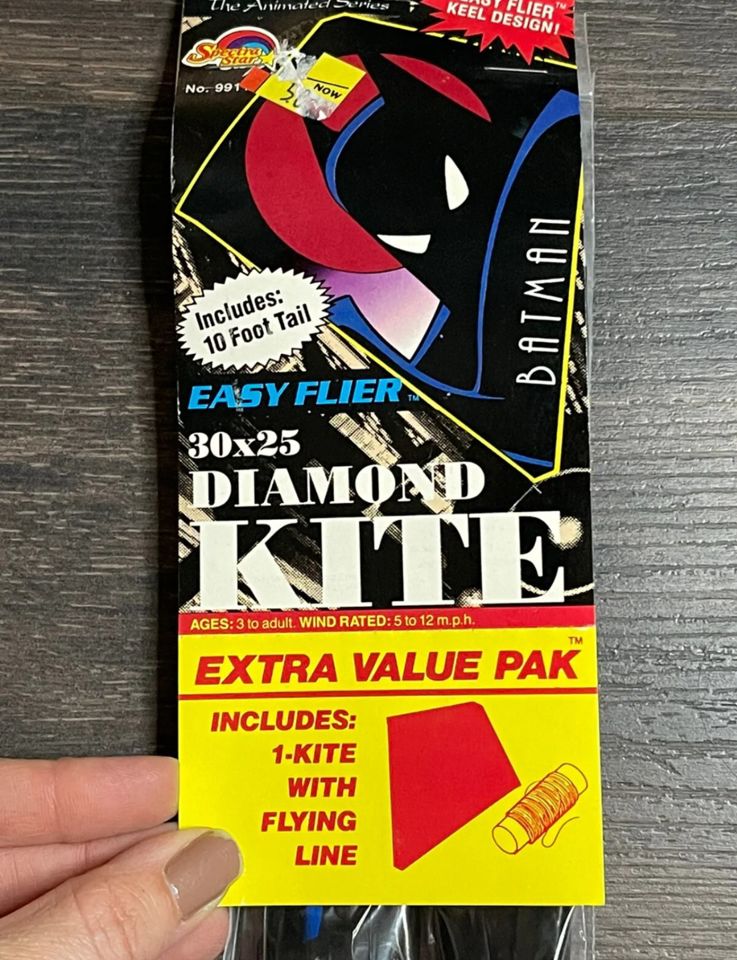 The Animated Series
EASY FLIER™
KEEL DESIGN!
Spectra
Star
No. 991
NOW
BATMAN
Includes:
10 Foot Tail
EASY FLIER™
30x25
DIAMOND
KITE
AGES: 3 to adult. WIND RATED: 5 to 12 m.p.h.
EXTRA VALUE PAK™
INCLUDES:
1-KITE
WITH
FLYING
LINE